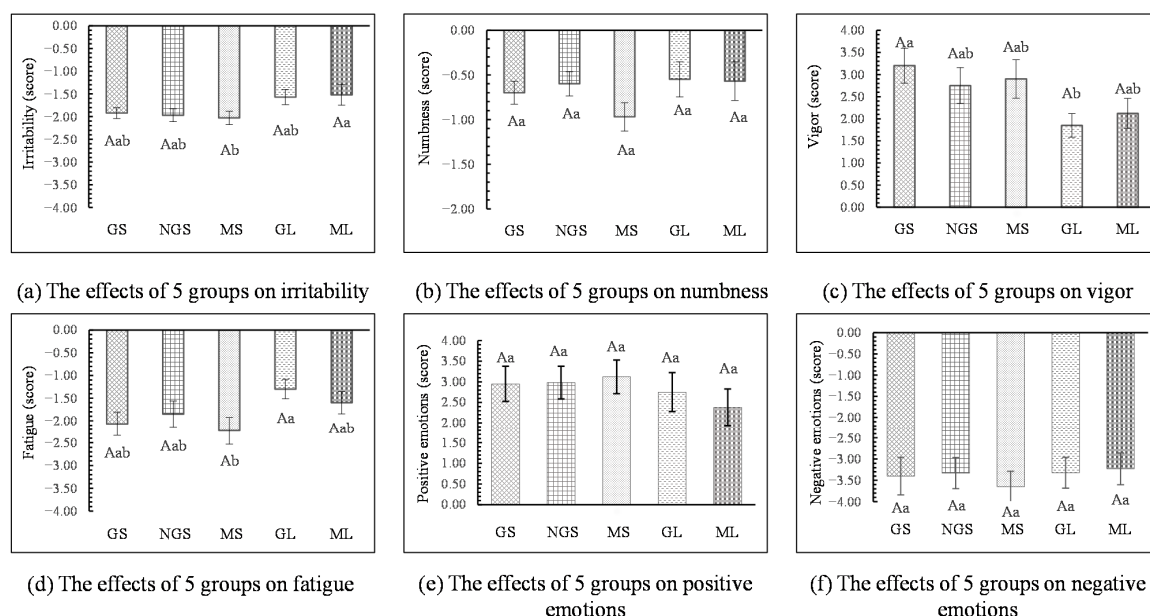 0.00
−0.50
−1.00
−1.50
−2.00
−2.50
−3.00
−3.50
−4.00
Irritability (score)
Aab Aab Ab Aab Aa
GS NGS MS GL ML
(a) The effects of 5 groups on irritability
0.00
−0.50
−1.00
−1.50
−2.00
Numbness (score)
Aa Aa Aa Aa Aa
GS NGS MS GL ML
(b) The effects of 5 groups on numbness
4.00
3.50
3.00
2.50
2.00
1.50
1.00
0.50
0.00
Vigor (score)
Aa Aab Aab Ab Aab
GS NGS MS GL ML
(c) The effects of 5 groups on vigor
0.00
−0.50
−1.00
−1.50
−2.00
−2.50
−3.00
−3.50
−4.00
Fatigue (score)
Aab Aab Ab Aa Aab
GS NGS MS GL ML
(d) The effects of 5 groups on fatigue
4.00
3.50
3.00
2.50
2.00
1.50
1.00
0.50
0.00
Positive emotions (score)
Aa Aa Aa Aa Aa
GS NGS MS GL ML
(e) The effects of 5 groups on positive
emotions
0.00
−0.50
−1.00
−1.50
−2.00
−2.50
−3.00
−3.50
−4.00
Negative emotions (score)
Aa Aa Aa Aa Aa
GS NGS MS GL ML
(f) The effects of 5 groups on negative
emotions